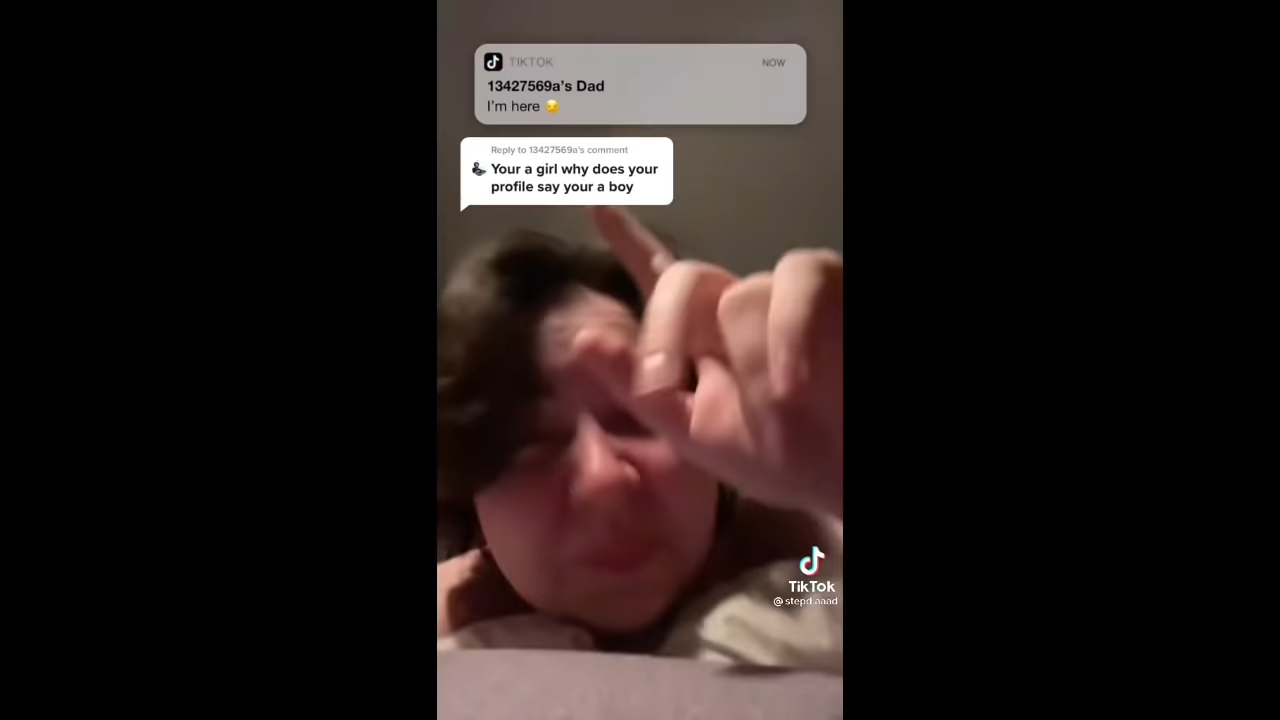 TIKTOK NOW
13427569a's Dad
I'm here 😏
Reply to 13427569a's comment
Your a girl why does your
profile say your a boy
TikTok
@stepd.aaad